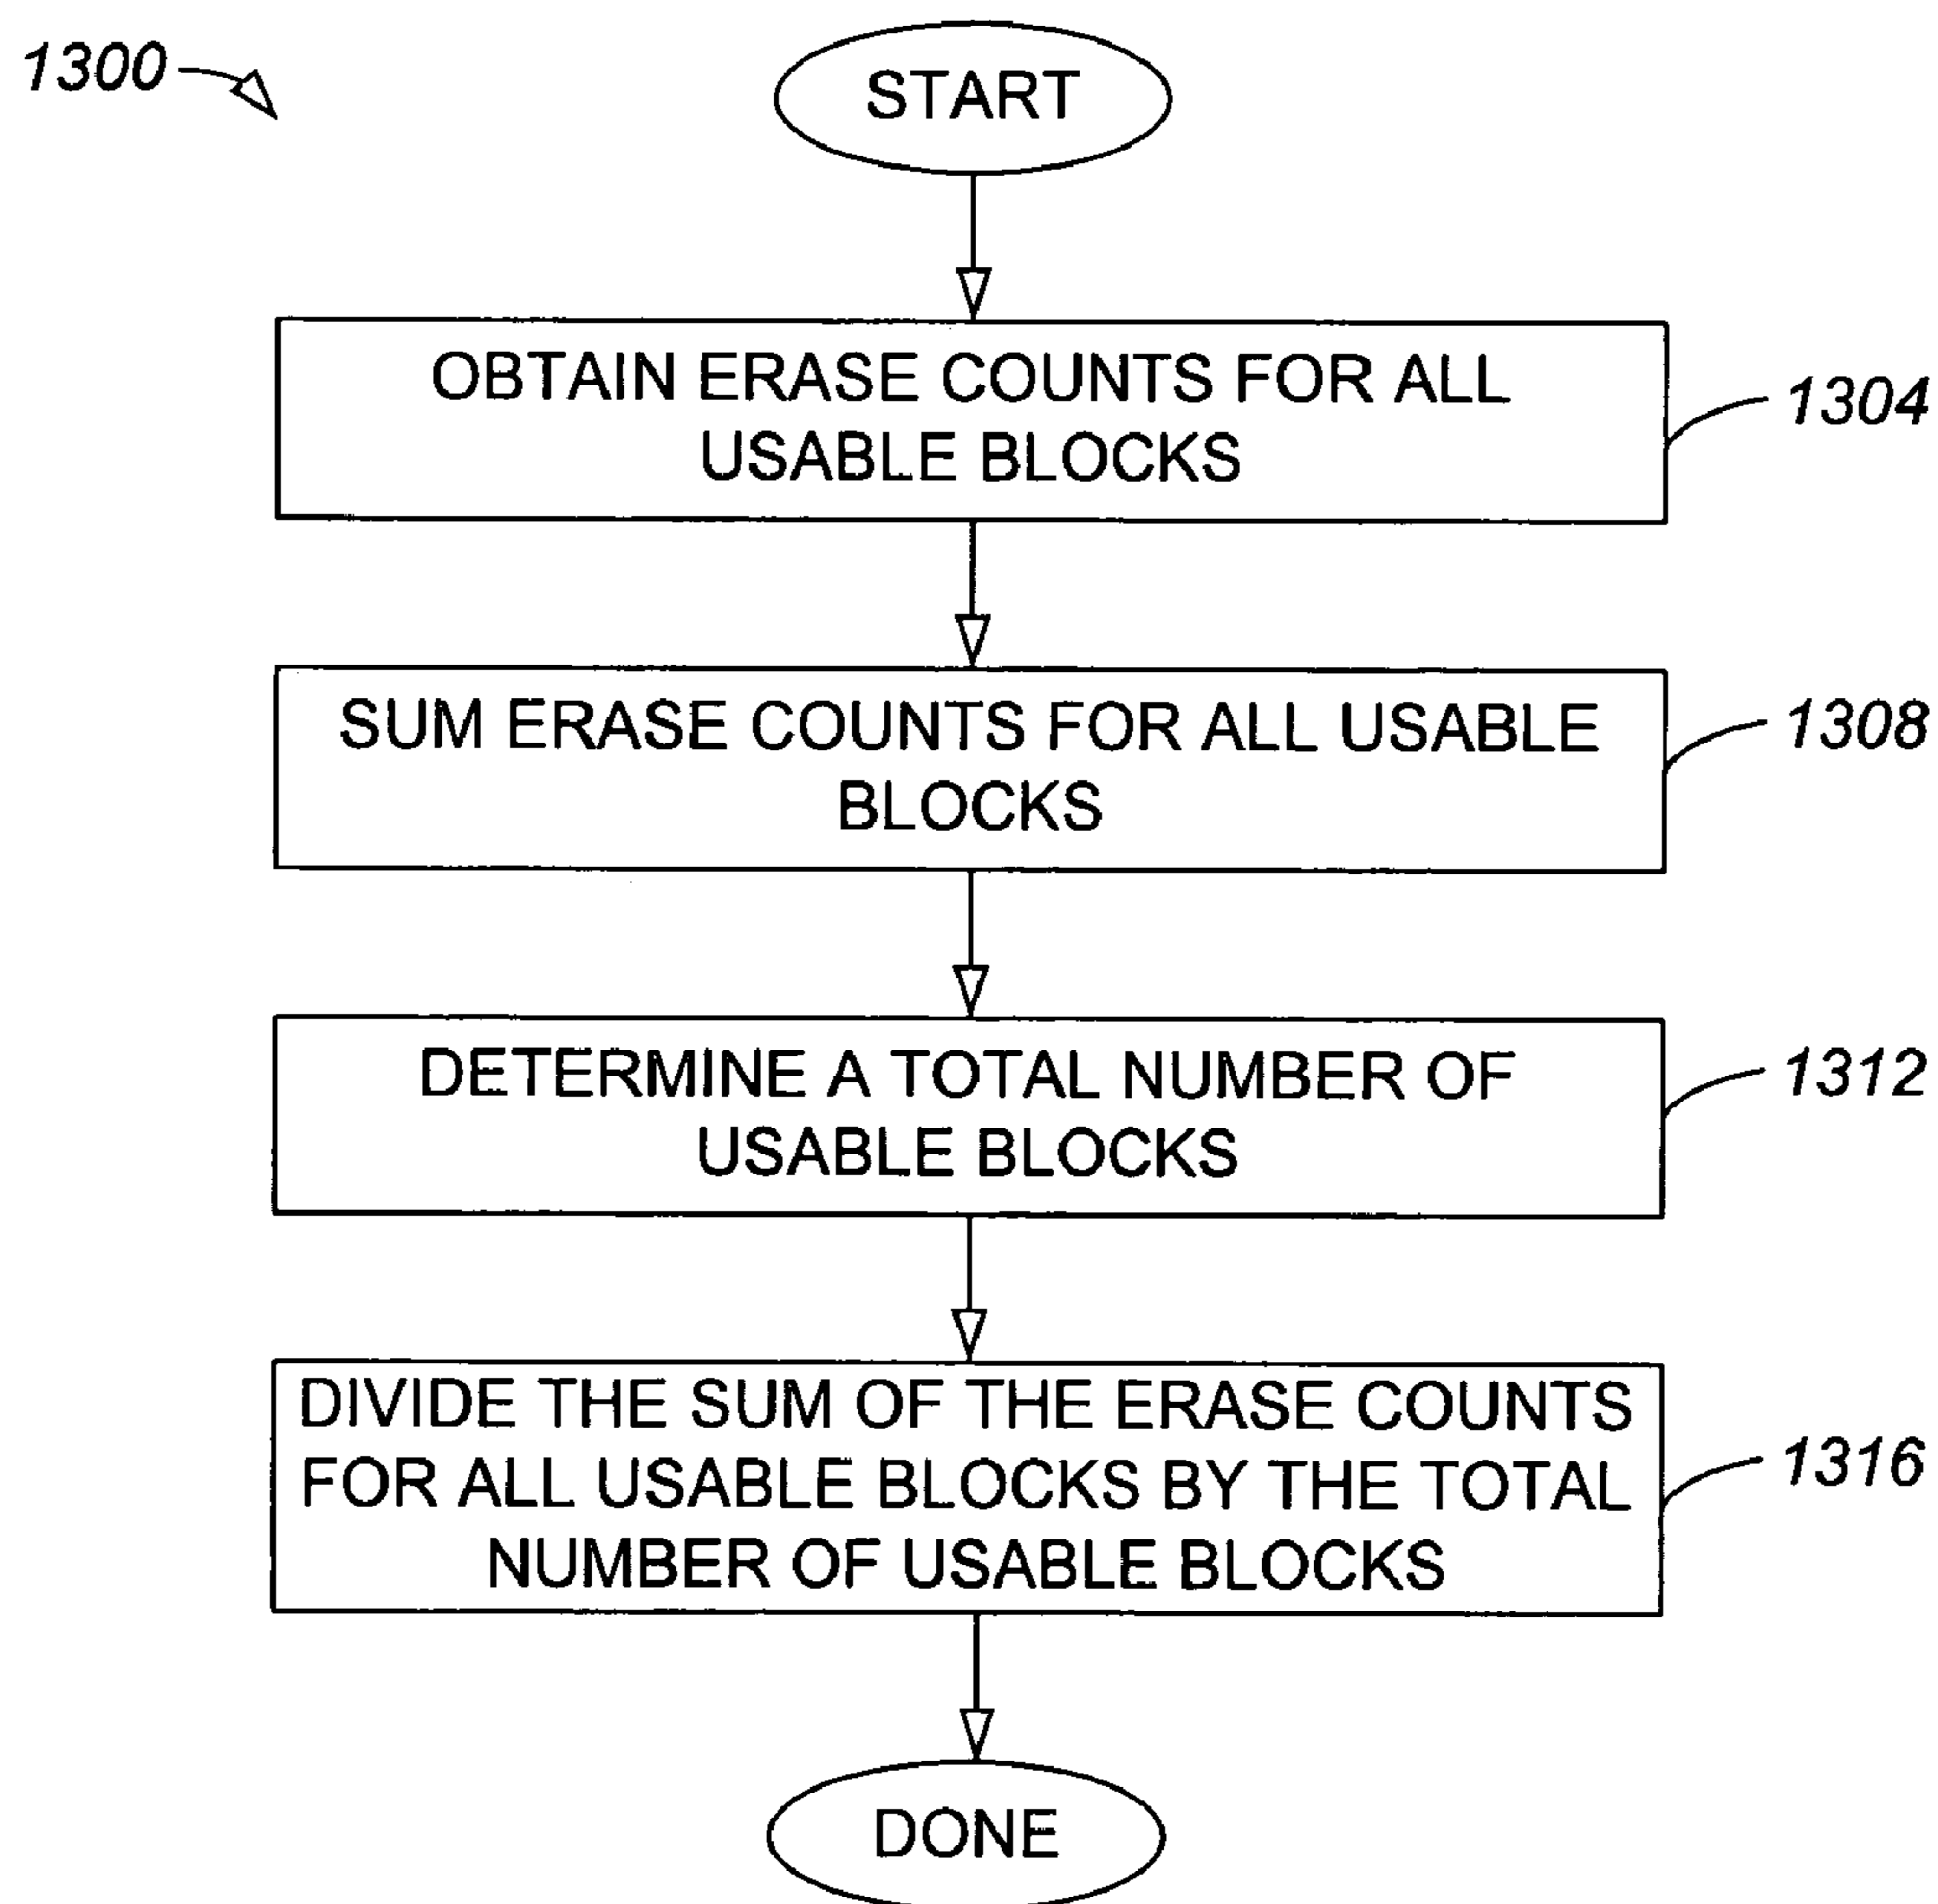 1300
START
OBTAIN ERASE COUNTS FOR ALL
USABLE BLOCKS
1304
SUM ERASE COUNTS FOR ALL USABLE
BLOCKS
1308
DETERMINE A TOTAL NUMBER OF
USABLE BLOCKS
1312
DIVIDE THE SUM OF THE ERASE COUNTS
FOR ALL USABLE BLOCKS BY THE TOTAL
NUMBER OF USABLE BLOCKS
1316
DONE